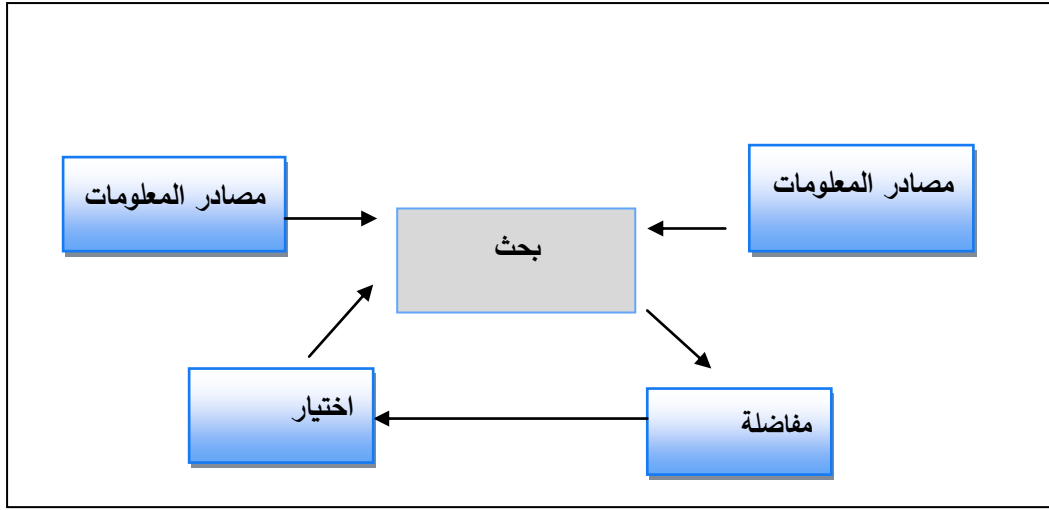 مصادر المعلومات
مصادر المعلومات
بحث
اختيار
مفاضلة